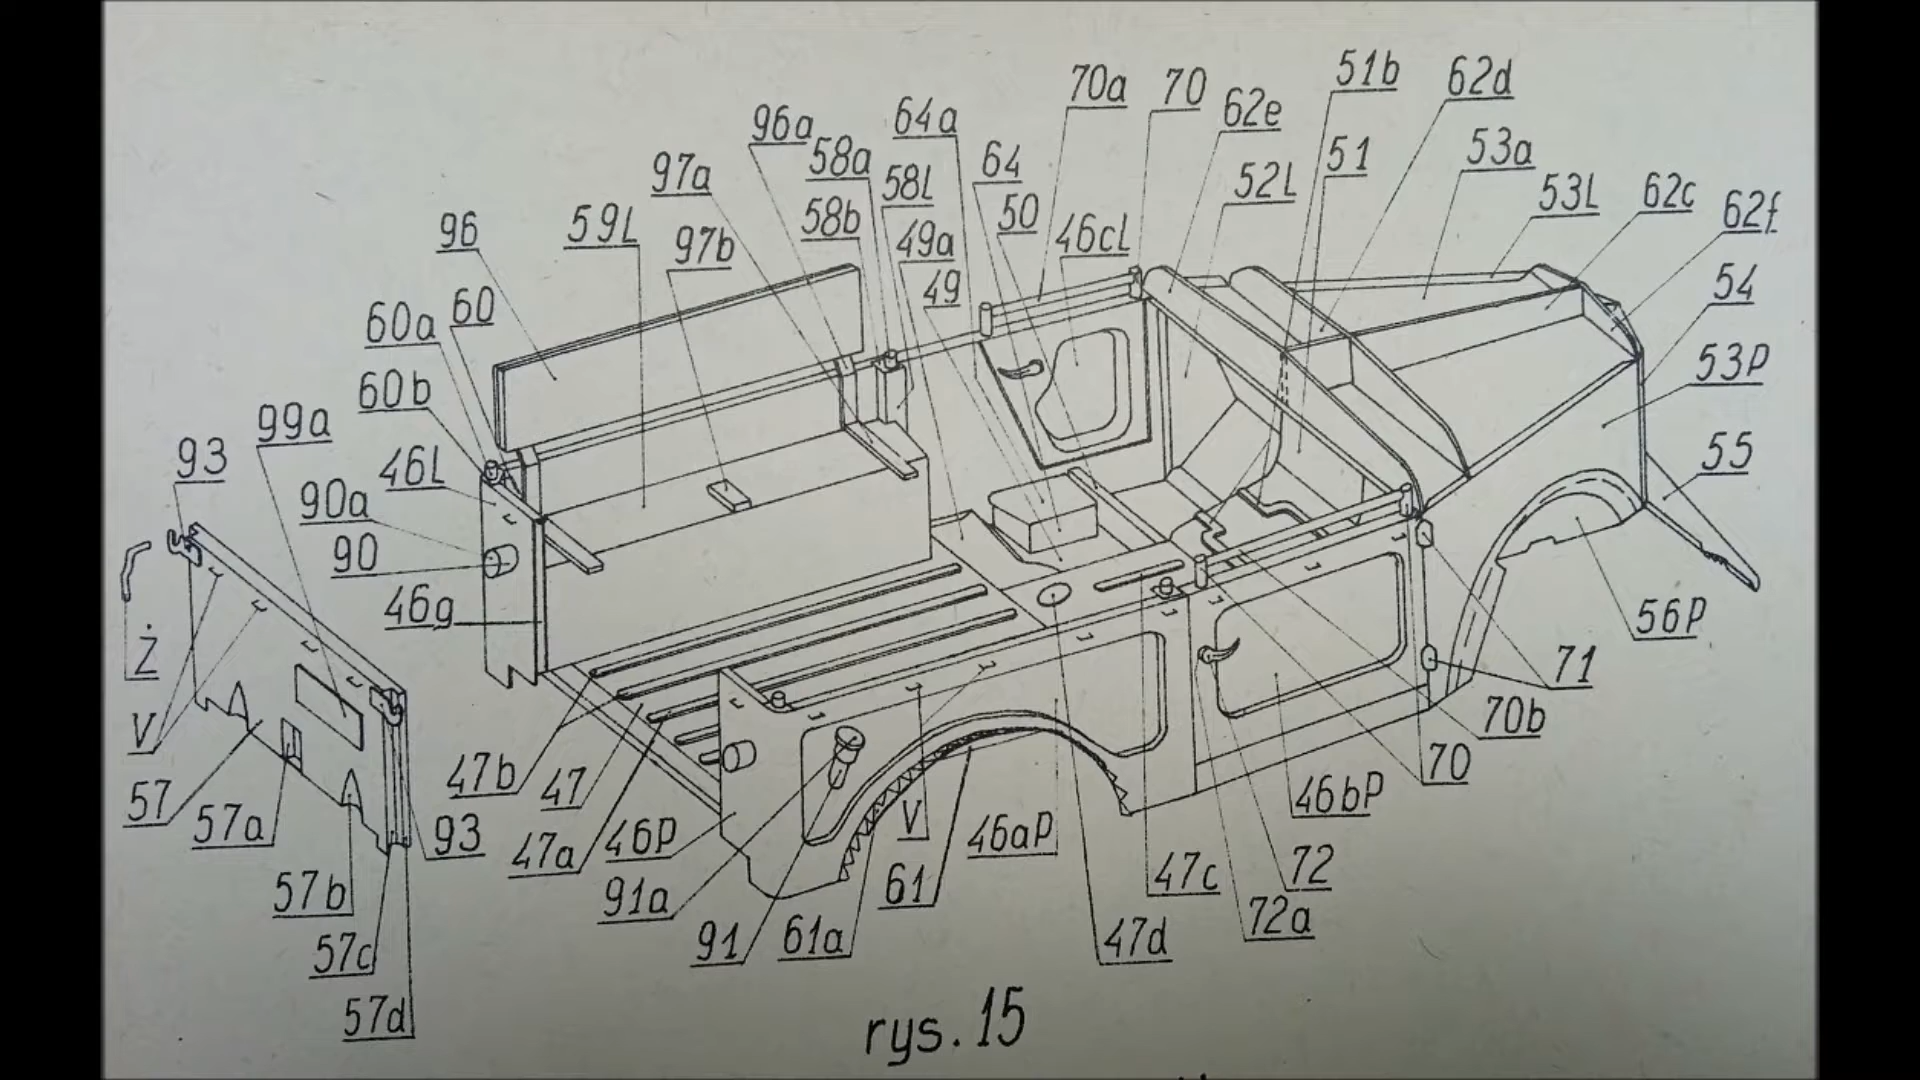 51b
62d
70a
70
62e
96a
64a
58a
64
51
53a
97a
58L
52L
53L
62c
62f
96
59L
58b
50
97b
49a
46cL
49
54
60a
60
60b
53P
99a
93
46L
55
90a
90
46g
56P
Ż
71
V
70b
47b
70
57
47
46bP
57a
93
47a
46P
V
46aP
57b
91a
61
47c
72
57c
91
61a
47d
72a
57d
rys. 15